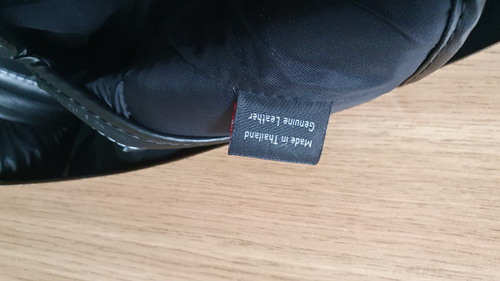 Genuine Leather
Made in Thailand